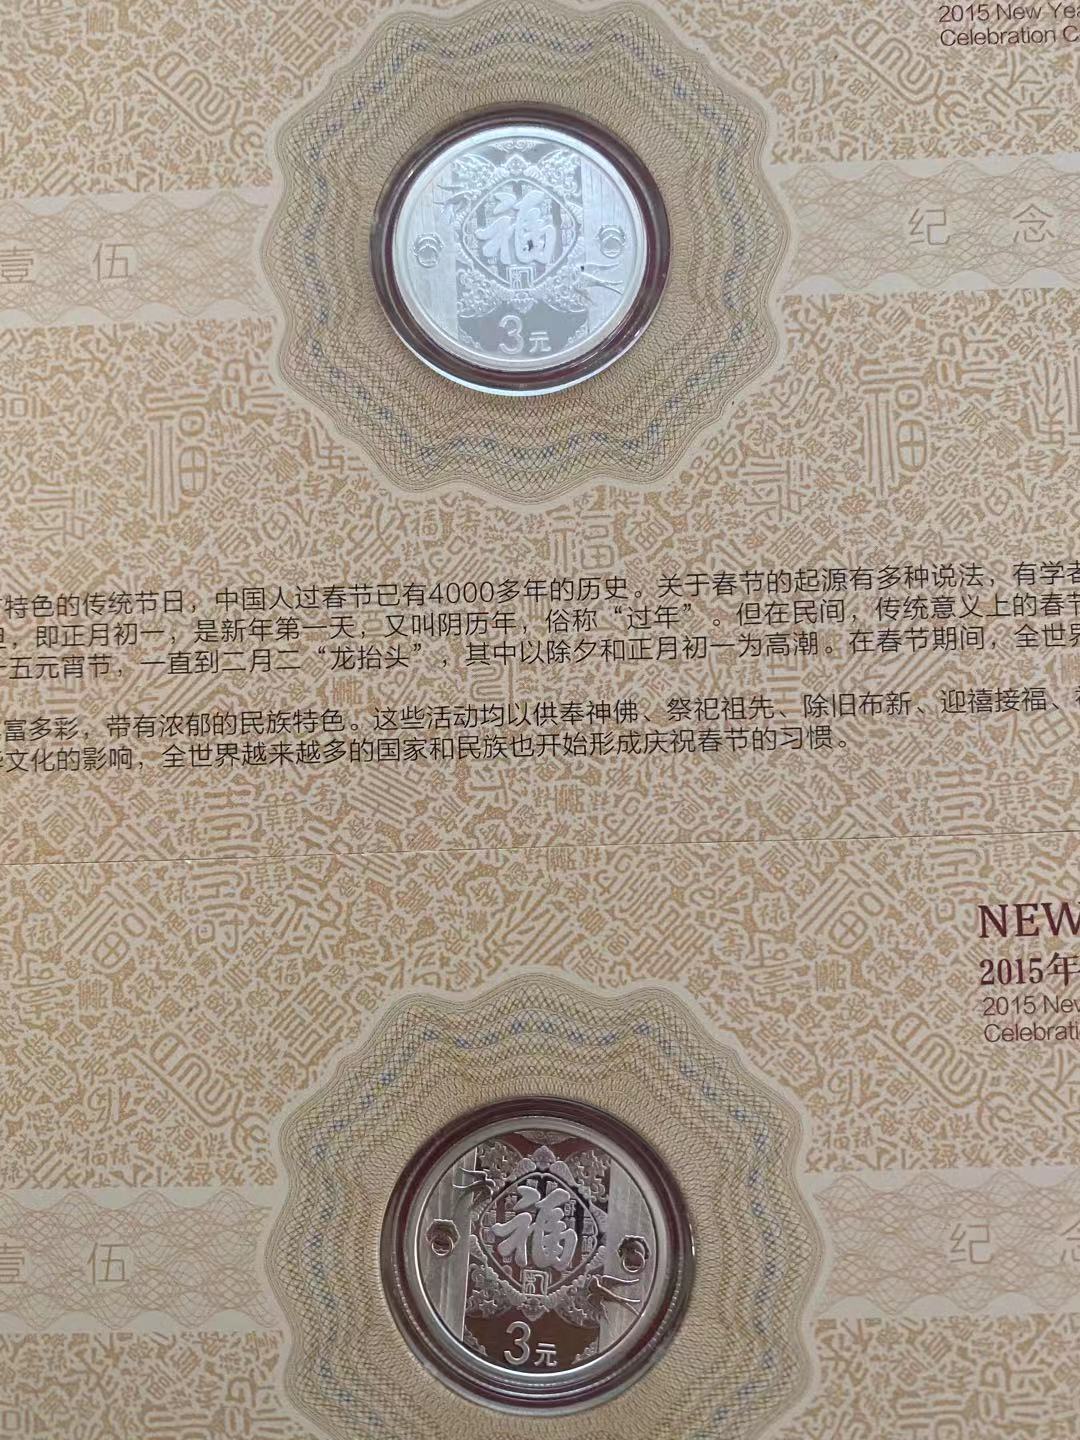 2015 New Yea
Celebration C
壹 伍
纪 念
福
3元
特色的传统节日，中国人过春节已有4000多年的历史。关于春节的起源有多种说法，有学者
，即正月初一，是新年第一天，又叫阴历年，俗称“过年”。但在民间，传统意义上的春节
十五元宵节，一直到二月二“龙抬头”，其中以除夕和正月初一为高潮。在春节期间，全世界
富多彩，带有浓郁的民族特色。这些活动均以供奉神佛、祭祀祖先、除旧布新、迎禧接福、
文化的影响，全世界越来越多的国家和民族也开始形成庆祝春节的习惯。
NEW
2015年
2015 New
Celebrati
壹 伍
纪 念
福
3元